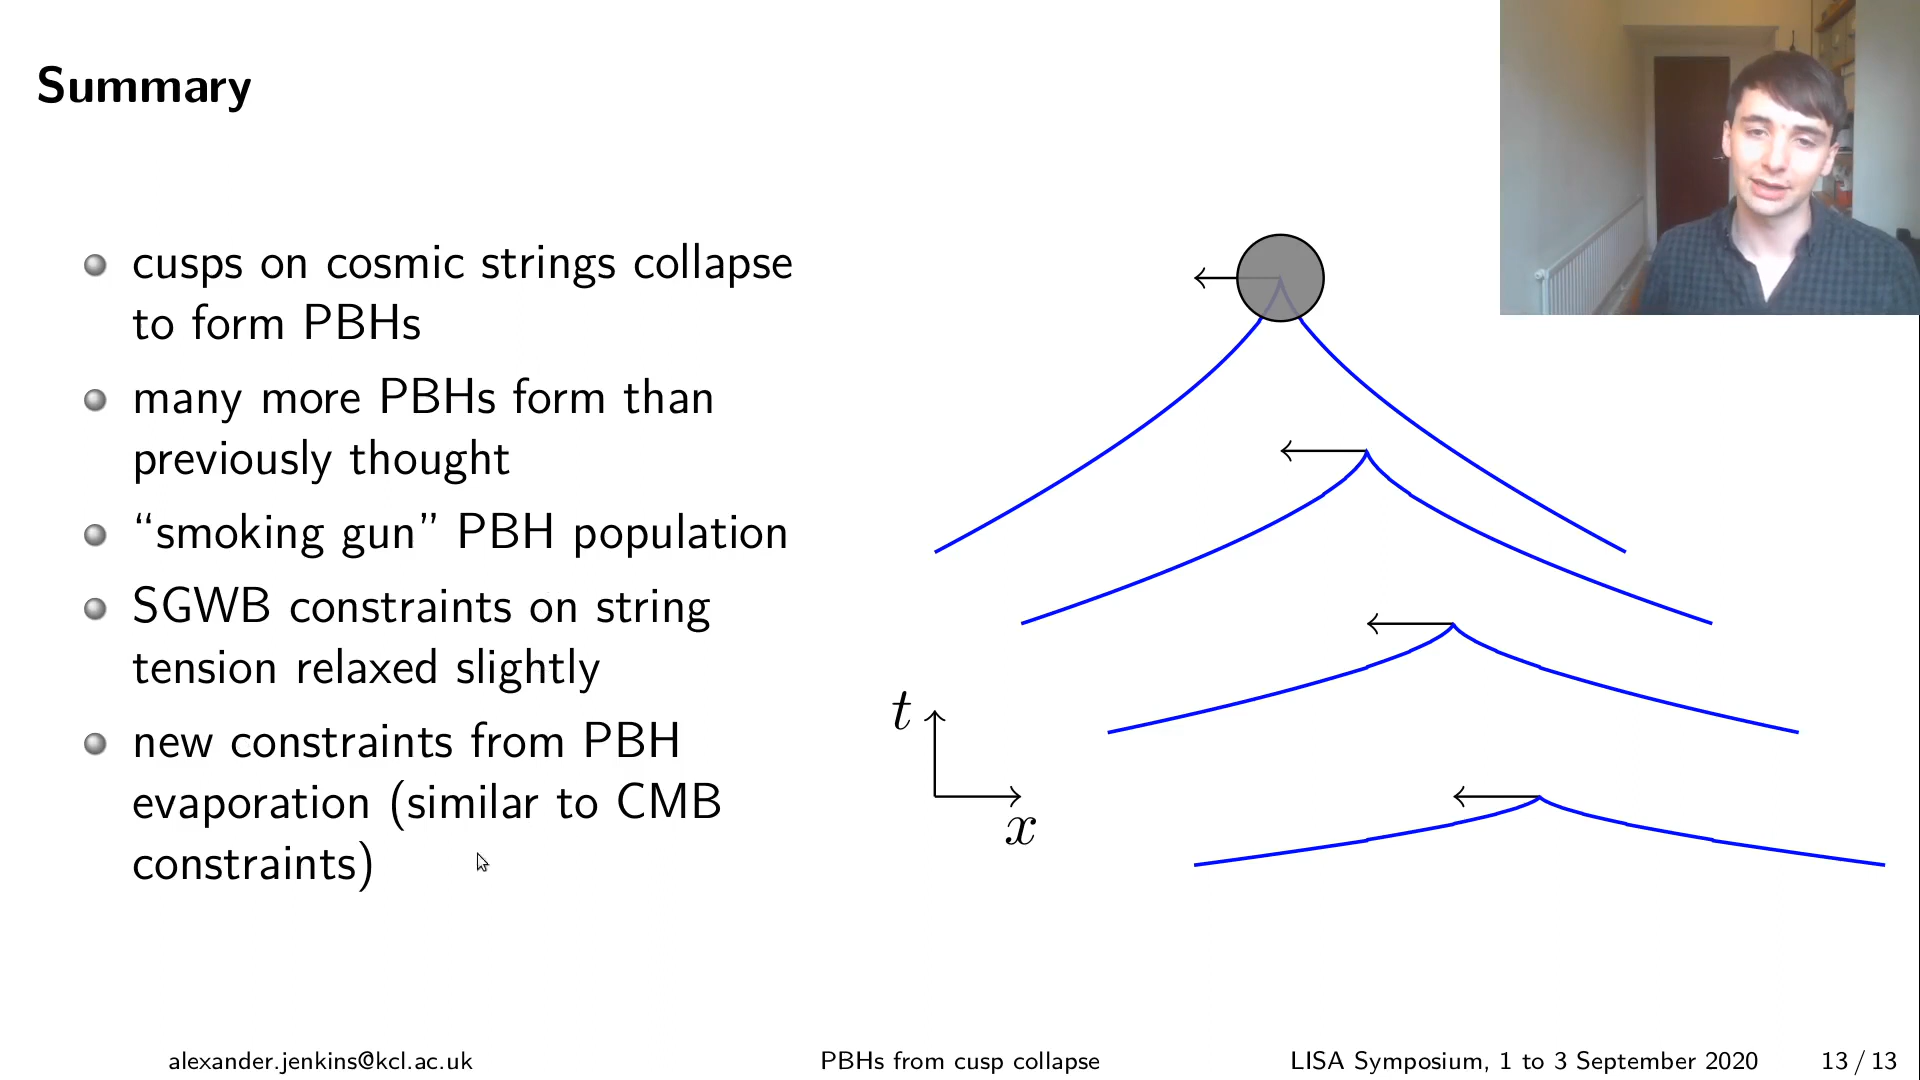 Summary
cusps on cosmic strings collapse
to form PBHs
many more PBHs form than
previously thought
“smoking gun” PBH population
SGWB constraints on string
tension relaxed slightly
new constraints from PBH
evaporation (similar to CMB
constraints)
t
x
alexander.jenkins@kcl.ac.uk
PBHs from cusp collapse
LISA Symposium, 1 to 3 September 2020
13 / 13